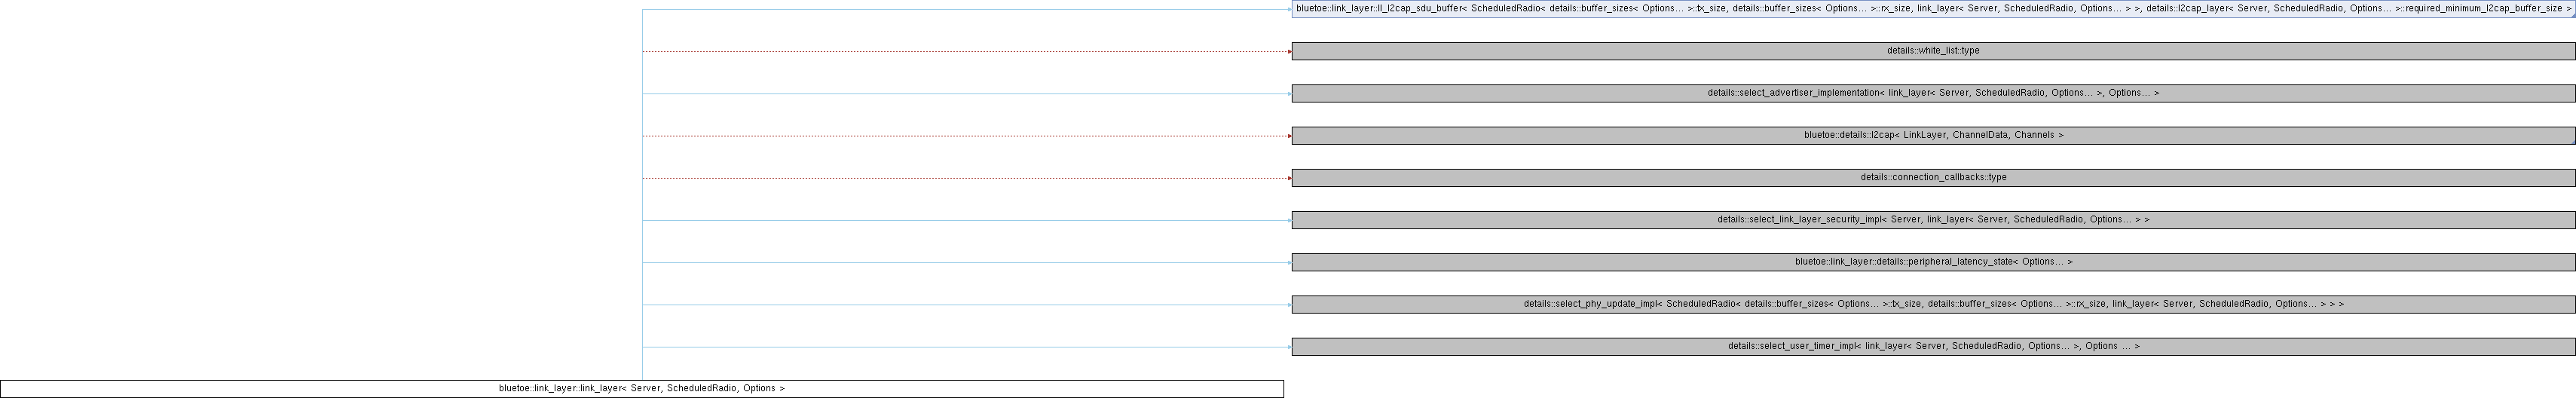 bluetoe::link_layer::ll_l2cap_sdu_buffer< ScheduledRadio< details::buffer_sizes< Options... >::tx_size, details::buffer_sizes< Options... >::rx_size, link_layer< Server, ScheduledRadio, Options... > >, details::l2cap_layer< Server, ScheduledRadio, Options... >::required_minimum_l2cap_buffer_size >
details::white_list::type
details::select_advertiser_implementation< link_layer< Server, ScheduledRadio, Options... >, Options... >
bluetoe::details::l2cap< LinkLayer, ChannelData, Channels >
details::connection_callbacks::type
details::select_link_layer_security_impl< Server, link_layer< Server, ScheduledRadio, Options... > >
bluetoe::link_layer::details::peripheral_latency_state< Options... >
details::select_phy_update_impl< ScheduledRadio< details::buffer_sizes< Options... >::tx_size, details::buffer_sizes< Options... >::rx_size, link_layer< Server, ScheduledRadio, Options... > > >
details::select_user_timer_impl< link_layer< Server, ScheduledRadio, Options... >, Options ... >
bluetoe::link_layer::link_layer< Server, ScheduledRadio, Options >